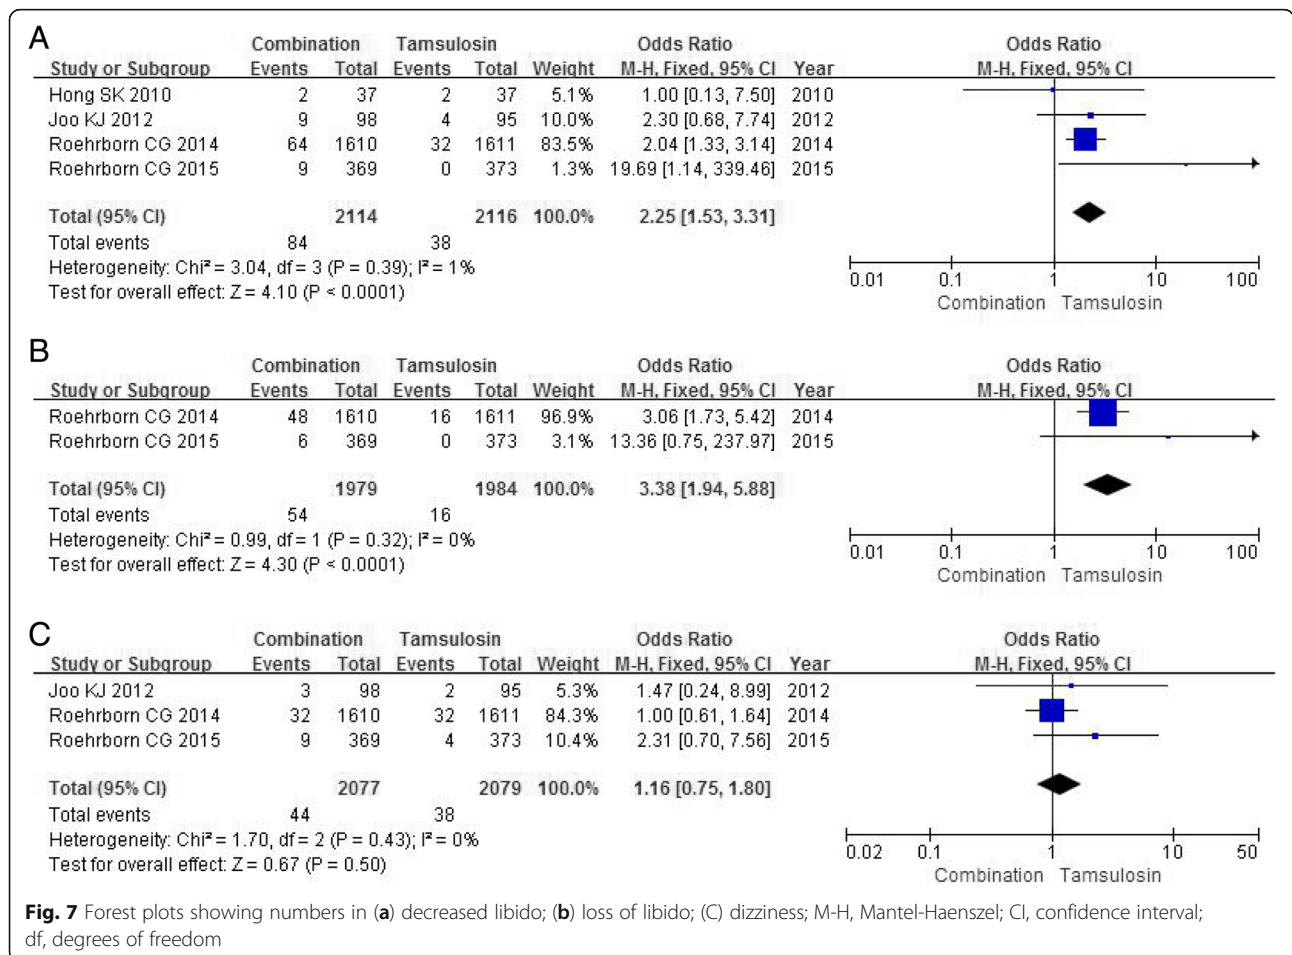 A
Combination Tamsulosin Odds Ratio Odds Ratio
Study or Subgroup Events Total Events Total Weight M-H, Fixed, 95% CI Year M-H, Fixed, 95% CI
Hong SK 2010 2 37 2 37 5.1% 1.00 [0.13, 7.50] 2010
Joo KJ 2012 9 98 4 95 10.0% 2.30 [0.68, 7.74] 2012
Roehrborn CG 2014 64 1610 32 1611 83.5% 2.04 [1.33, 3.14] 2014
Roehrborn CG 2015 9 369 0 373 1.3% 19.69 [1.14, 339.46] 2015
Total (95% CI) 2114 2116 100.0% 2.25 [1.53, 3.31]
Total events 84 38
Heterogeneity: Chi² = 3.04, df = 3 (P = 0.39); I² = 1%
Test for overall effect: Z = 4.10 (P < 0.0001)
0.01 0.1 1 10 100
Combination Tamsulosin
B
Combination Tamsulosin Odds Ratio Odds Ratio
Study or Subgroup Events Total Events Total Weight M-H, Fixed, 95% CI Year M-H, Fixed, 95% CI
Roehrborn CG 2014 48 1610 16 1611 96.9% 3.06 [1.73, 5.42] 2014
Roehrborn CG 2015 6 369 0 373 3.1% 13.36 [0.75, 237.97] 2015
Total (95% CI) 1979 1984 100.0% 3.38 [1.94, 5.88]
Total events 54 16
Heterogeneity: Chi² = 0.99, df = 1 (P = 0.32); I² = 0%
Test for overall effect: Z = 4.30 (P < 0.0001)
0.01 0.1 1 10 100
Combination Tamsulosin
C
Combination Tamsulosin Odds Ratio Odds Ratio
Study or Subgroup Events Total Events Total Weight M-H, Fixed, 95% CI Year M-H, Fixed, 95% CI
Joo KJ 2012 3 98 2 95 5.3% 1.47 [0.24, 8.99] 2012
Roehrborn CG 2014 32 1610 32 1611 84.3% 1.00 [0.61, 1.64] 2014
Roehrborn CG 2015 9 369 4 373 10.4% 2.31 [0.70, 7.56] 2015
Total (95% CI) 2077 2079 100.0% 1.16 [0.75, 1.80]
Total events 44 38
Heterogeneity: Chi² = 1.70, df = 2 (P = 0.43); I² = 0%
Test for overall effect: Z = 0.67 (P = 0.50)
0.02 0.1 1 10 50
Combination Tamsulosin
Fig. 7 Forest plots showing numbers in (a) decreased libido; (b) loss of libido; (C) dizziness; M-H, Mantel-Haenszel; CI, confidence interval;
df, degrees of freedom